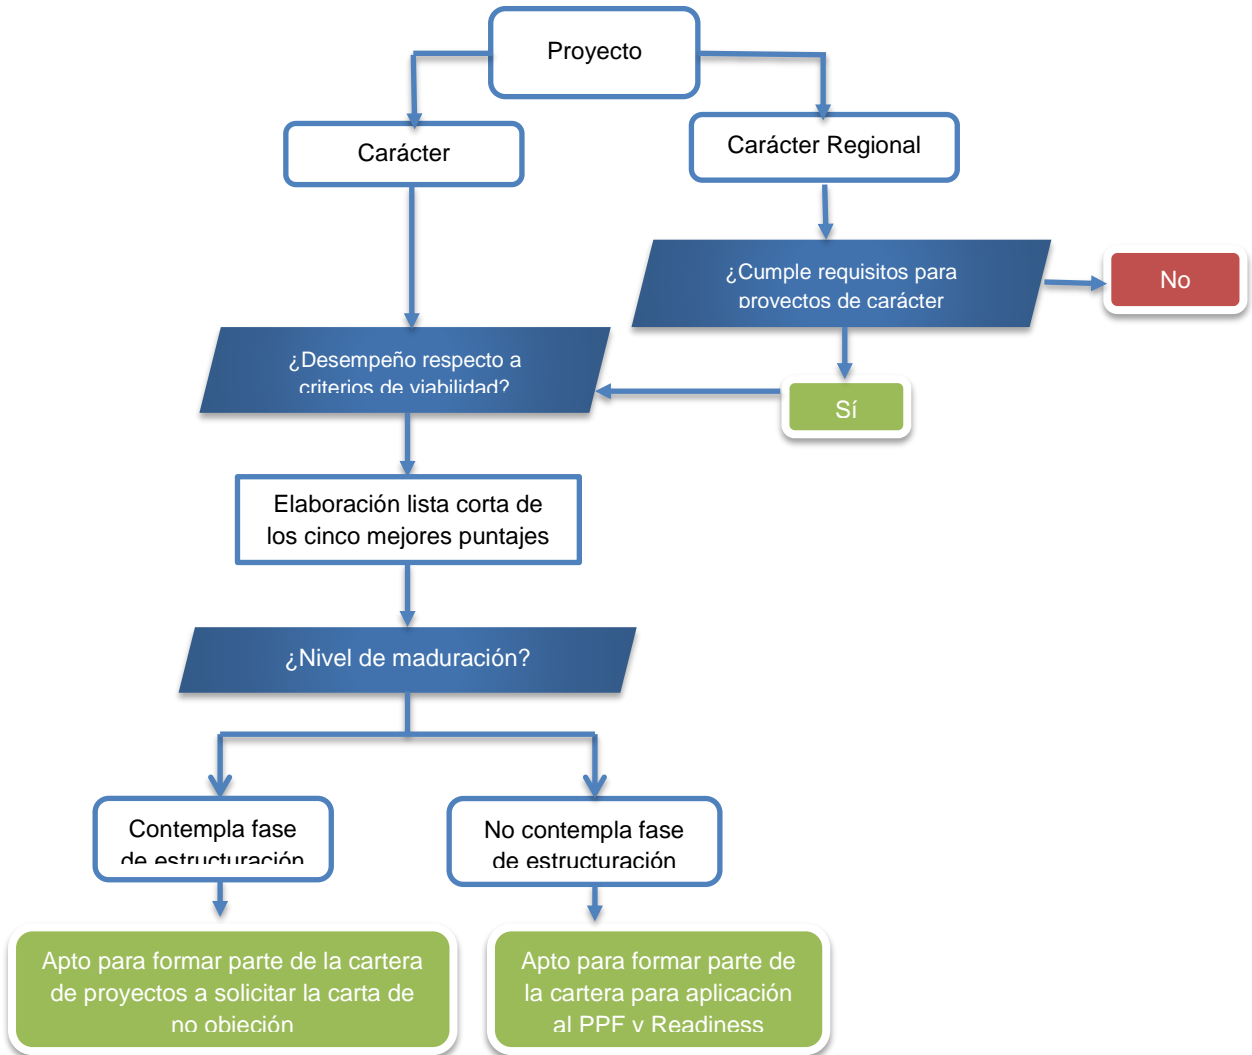 Proyecto
Carácter
Carácter Regional
¿Cumple requisitos para
proyectos de carácter
No
¿Desempeño respecto a
criterios de viabilidad?
Sí
Elaboración lista corta de
los cinco mejores puntajes
¿Nivel de maduración?
Contempla fase
de estructuración
No contempla fase
de estructuración
Apto para formar parte de la cartera
de proyectos a solicitar la carta de
no objeción
Apto para formar parte de
la cartera para aplicación
al PPF y Readiness